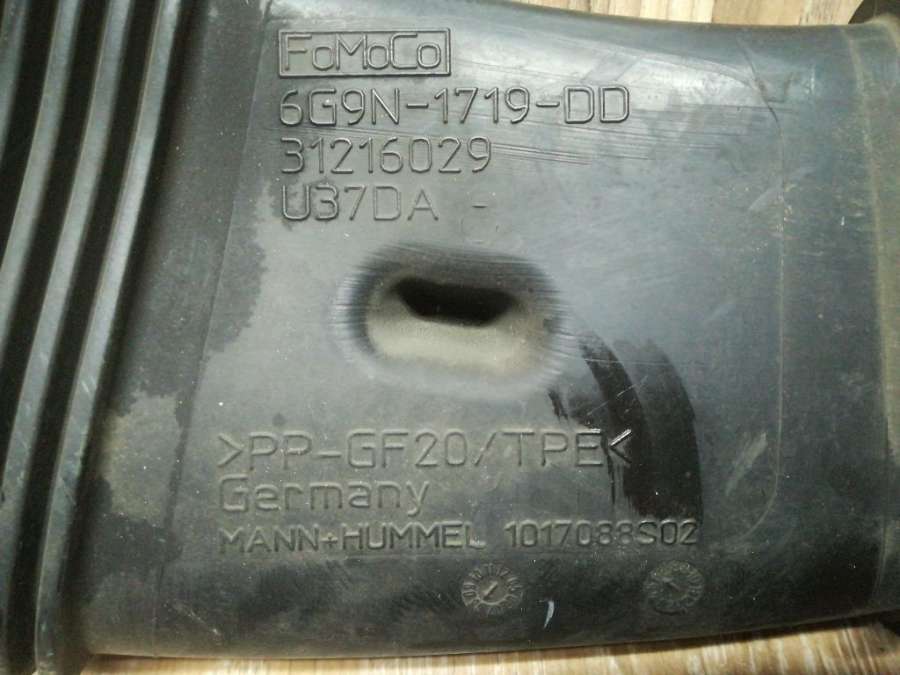 FoMoCo
6G9N-1719-DD
31216029
U37DA -
>PP-GF20/TPE<
Germany
MANN+HUMMEL 1017088S02